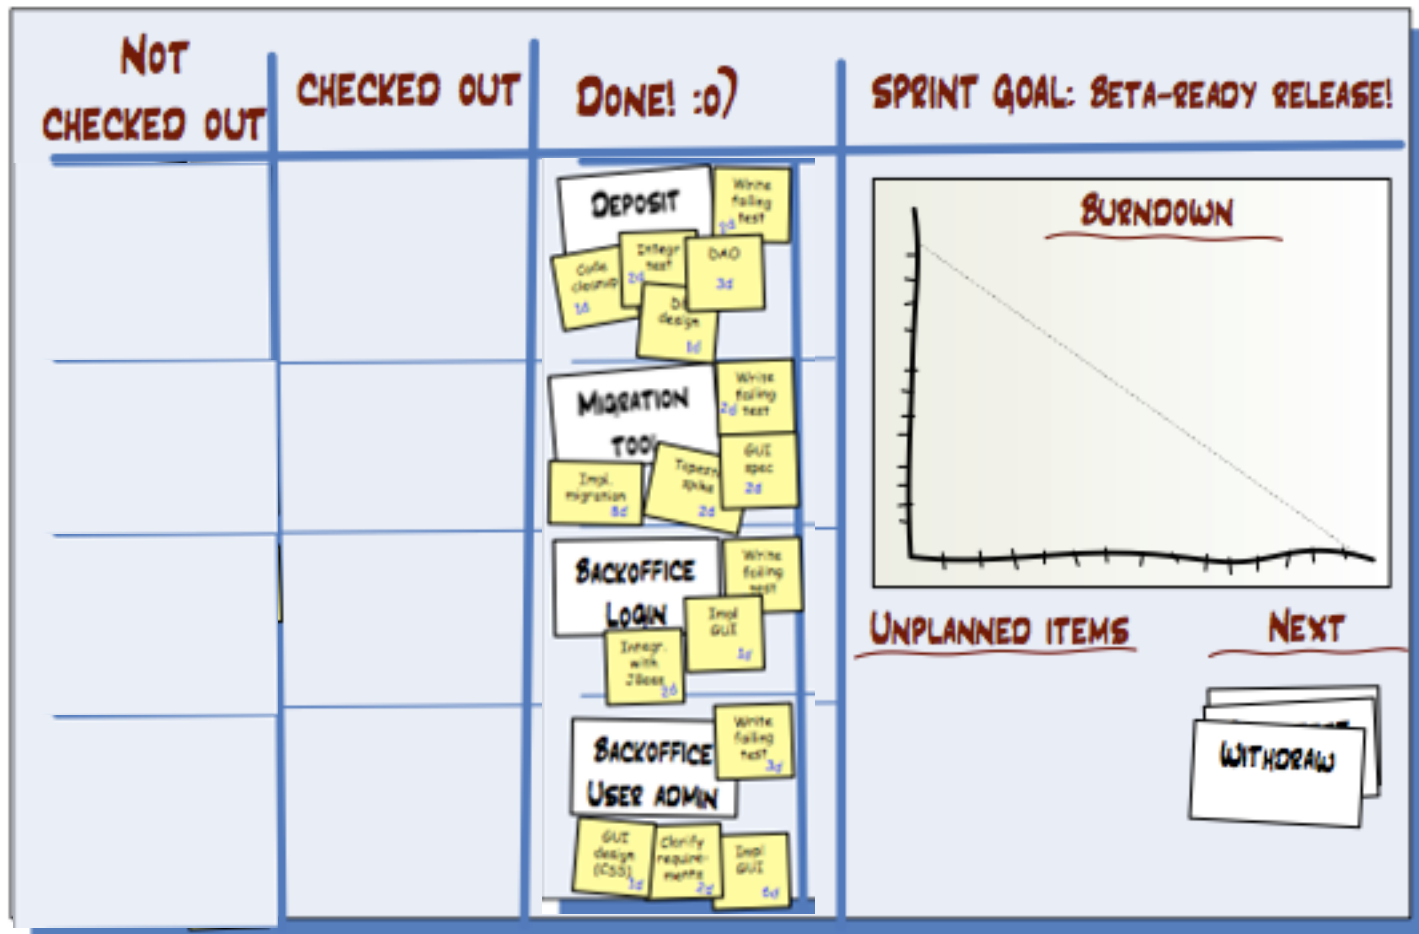 NOT
CHECKED OUT
CHECKED OUT
DONE! :o)
SPRINT GOAL: BETA-READY RELEASE!
DEPOSIT
Write
failing
test
2d
Code
cleanup
1d
Integr
test
2d
DAO
3d
DB
design
1d
MIGRATION
TOOL
Write
failing
test
2d
GUI
spec
2d
Impl.
migration
8d
Tapestry
spike
2d
BACKOFFICE
LOGIN
Write
failing
test
Impl
GUI
1d
Integr.
with
JBoss
2d
BACKOFFICE
USER ADMIN
Write
failing
test
3d
GUI
design
(CSS)
1d
Clarify
require-
ments
2d
Impl
GUI
6d
BURNDOWN
UNPLANNED ITEMS
NEXT
WITHDRAW